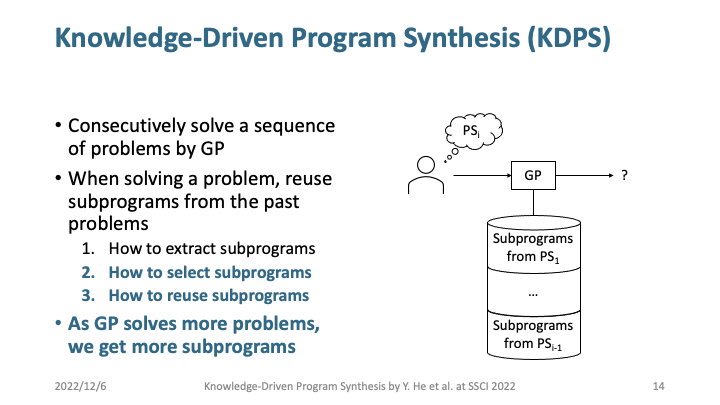 Knowledge-Driven Program Synthesis (KDPS)
• Consecutively solve a sequence
of problems by GP
• When solving a problem, reuse
subprograms from the past
problems
1. How to extract subprograms
2. How to select subprograms
3. How to reuse subprograms
• As GP solves more problems,
we get more subprograms
PSi
GP
?
Subprograms
from PS1
...
Subprograms
from PSi-1
2022/12/6
Knowledge-Driven Program Synthesis by Y. He et al. at SSCI 2022
14